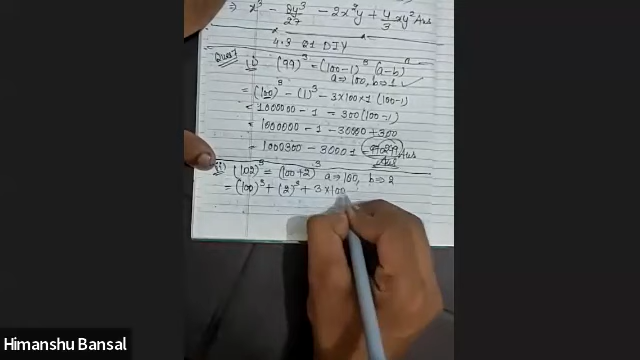 ⇒ x³ - 8y³/27 - 2x²y + 4/3 xy² Ans
4.3 Q1 DIY
Ques7
(i) (99)³ = (100-1)³ (a-b)³
a ⇒ 100, b ⇒ 1
= (100)³ - (1)³ - 3×100×1 (100-1)
= 1000000 - 1 - 300 (100-1)
= 1000000 - 1 - 30000 + 300
= 1000300 - 30001 = 970299 Ans
Ans
(ii) (102)³ = (100+2)³ a ⇒ 100, b ⇒ 2
= (100)³ + (2)³ + 3×100
Himanshu Bansal